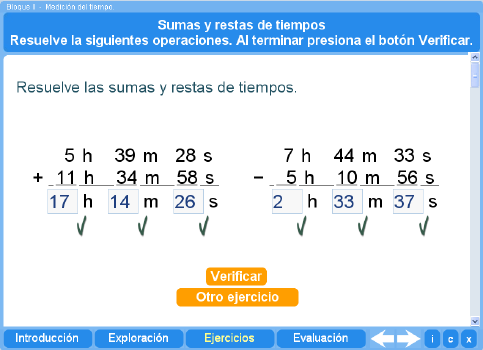 Bloque II - Medición del tiempo
Sumas y restas de tiempos
Resuelve la siguientes operaciones. Al terminar presiona el botón Verificar.
Resuelve las sumas y restas de tiempos.
5 h 39 m 28 s
+ 11 h 34 m 58 s
17 h 14 m 26 s
7 h 44 m 33 s
− 5 h 10 m 56 s
2 h 33 m 37 s
Verificar
Otro ejercicio
Introducción Exploración Ejercicios Evaluación i c x